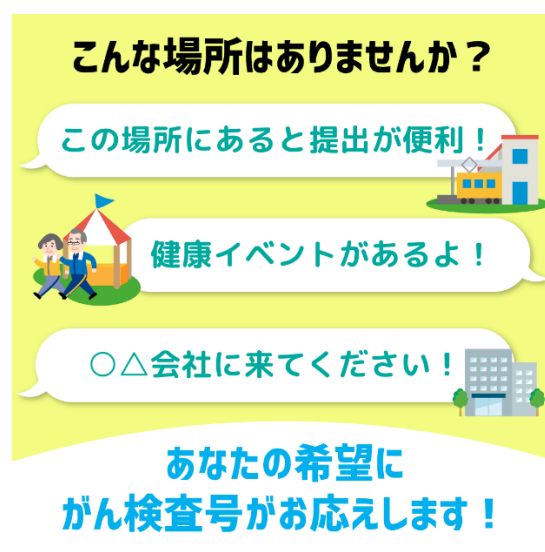 こんな場所はありませんか？
この場所にあると提出が便利！
健康イベントがあるよ！
○△会社に来てください！
あなたの希望に
がん検査号がお応えします！